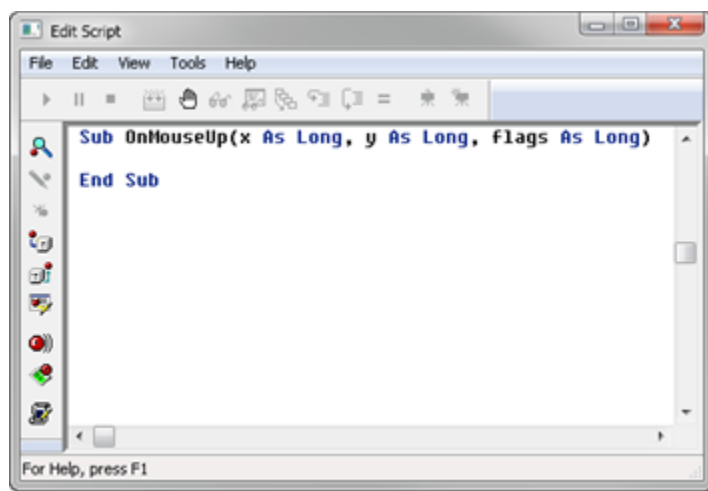 Edit Script
File Edit View Tools Help
Sub OnMouseUp(x As Long, y As Long, flags As Long)
End Sub
For Help, press F1